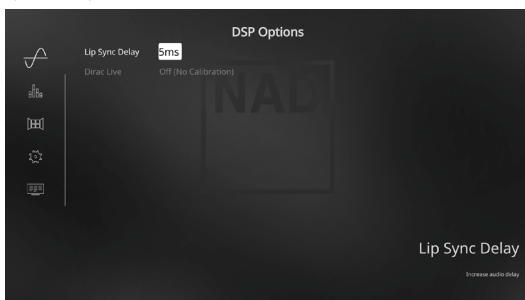 DSP Options
Lip Sync Delay 5ms
Dirac Live Off (No Calibration)
NAD
Lip Sync Delay
Increase audio delay